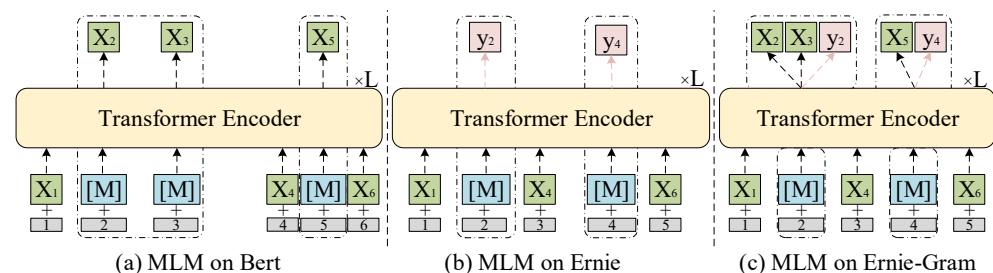 X2 X3 X5 y2 y4 X2 X3 y2 X5 y4
×L ×L ×L
Transformer Encoder Transformer Encoder Transformer Encoder
X1 [M] [M] X4 [M] X6 X1 [M] X4 [M] X6 X1 [M] X4 [M] X6
+ + + + + + + + + + + + + + + +
1 2 3 4 5 6 1 2 3 4 5 1 2 3 4 5
(a) MLM on Bert (b) MLM on Ernie (c) MLM on Ernie-Gram